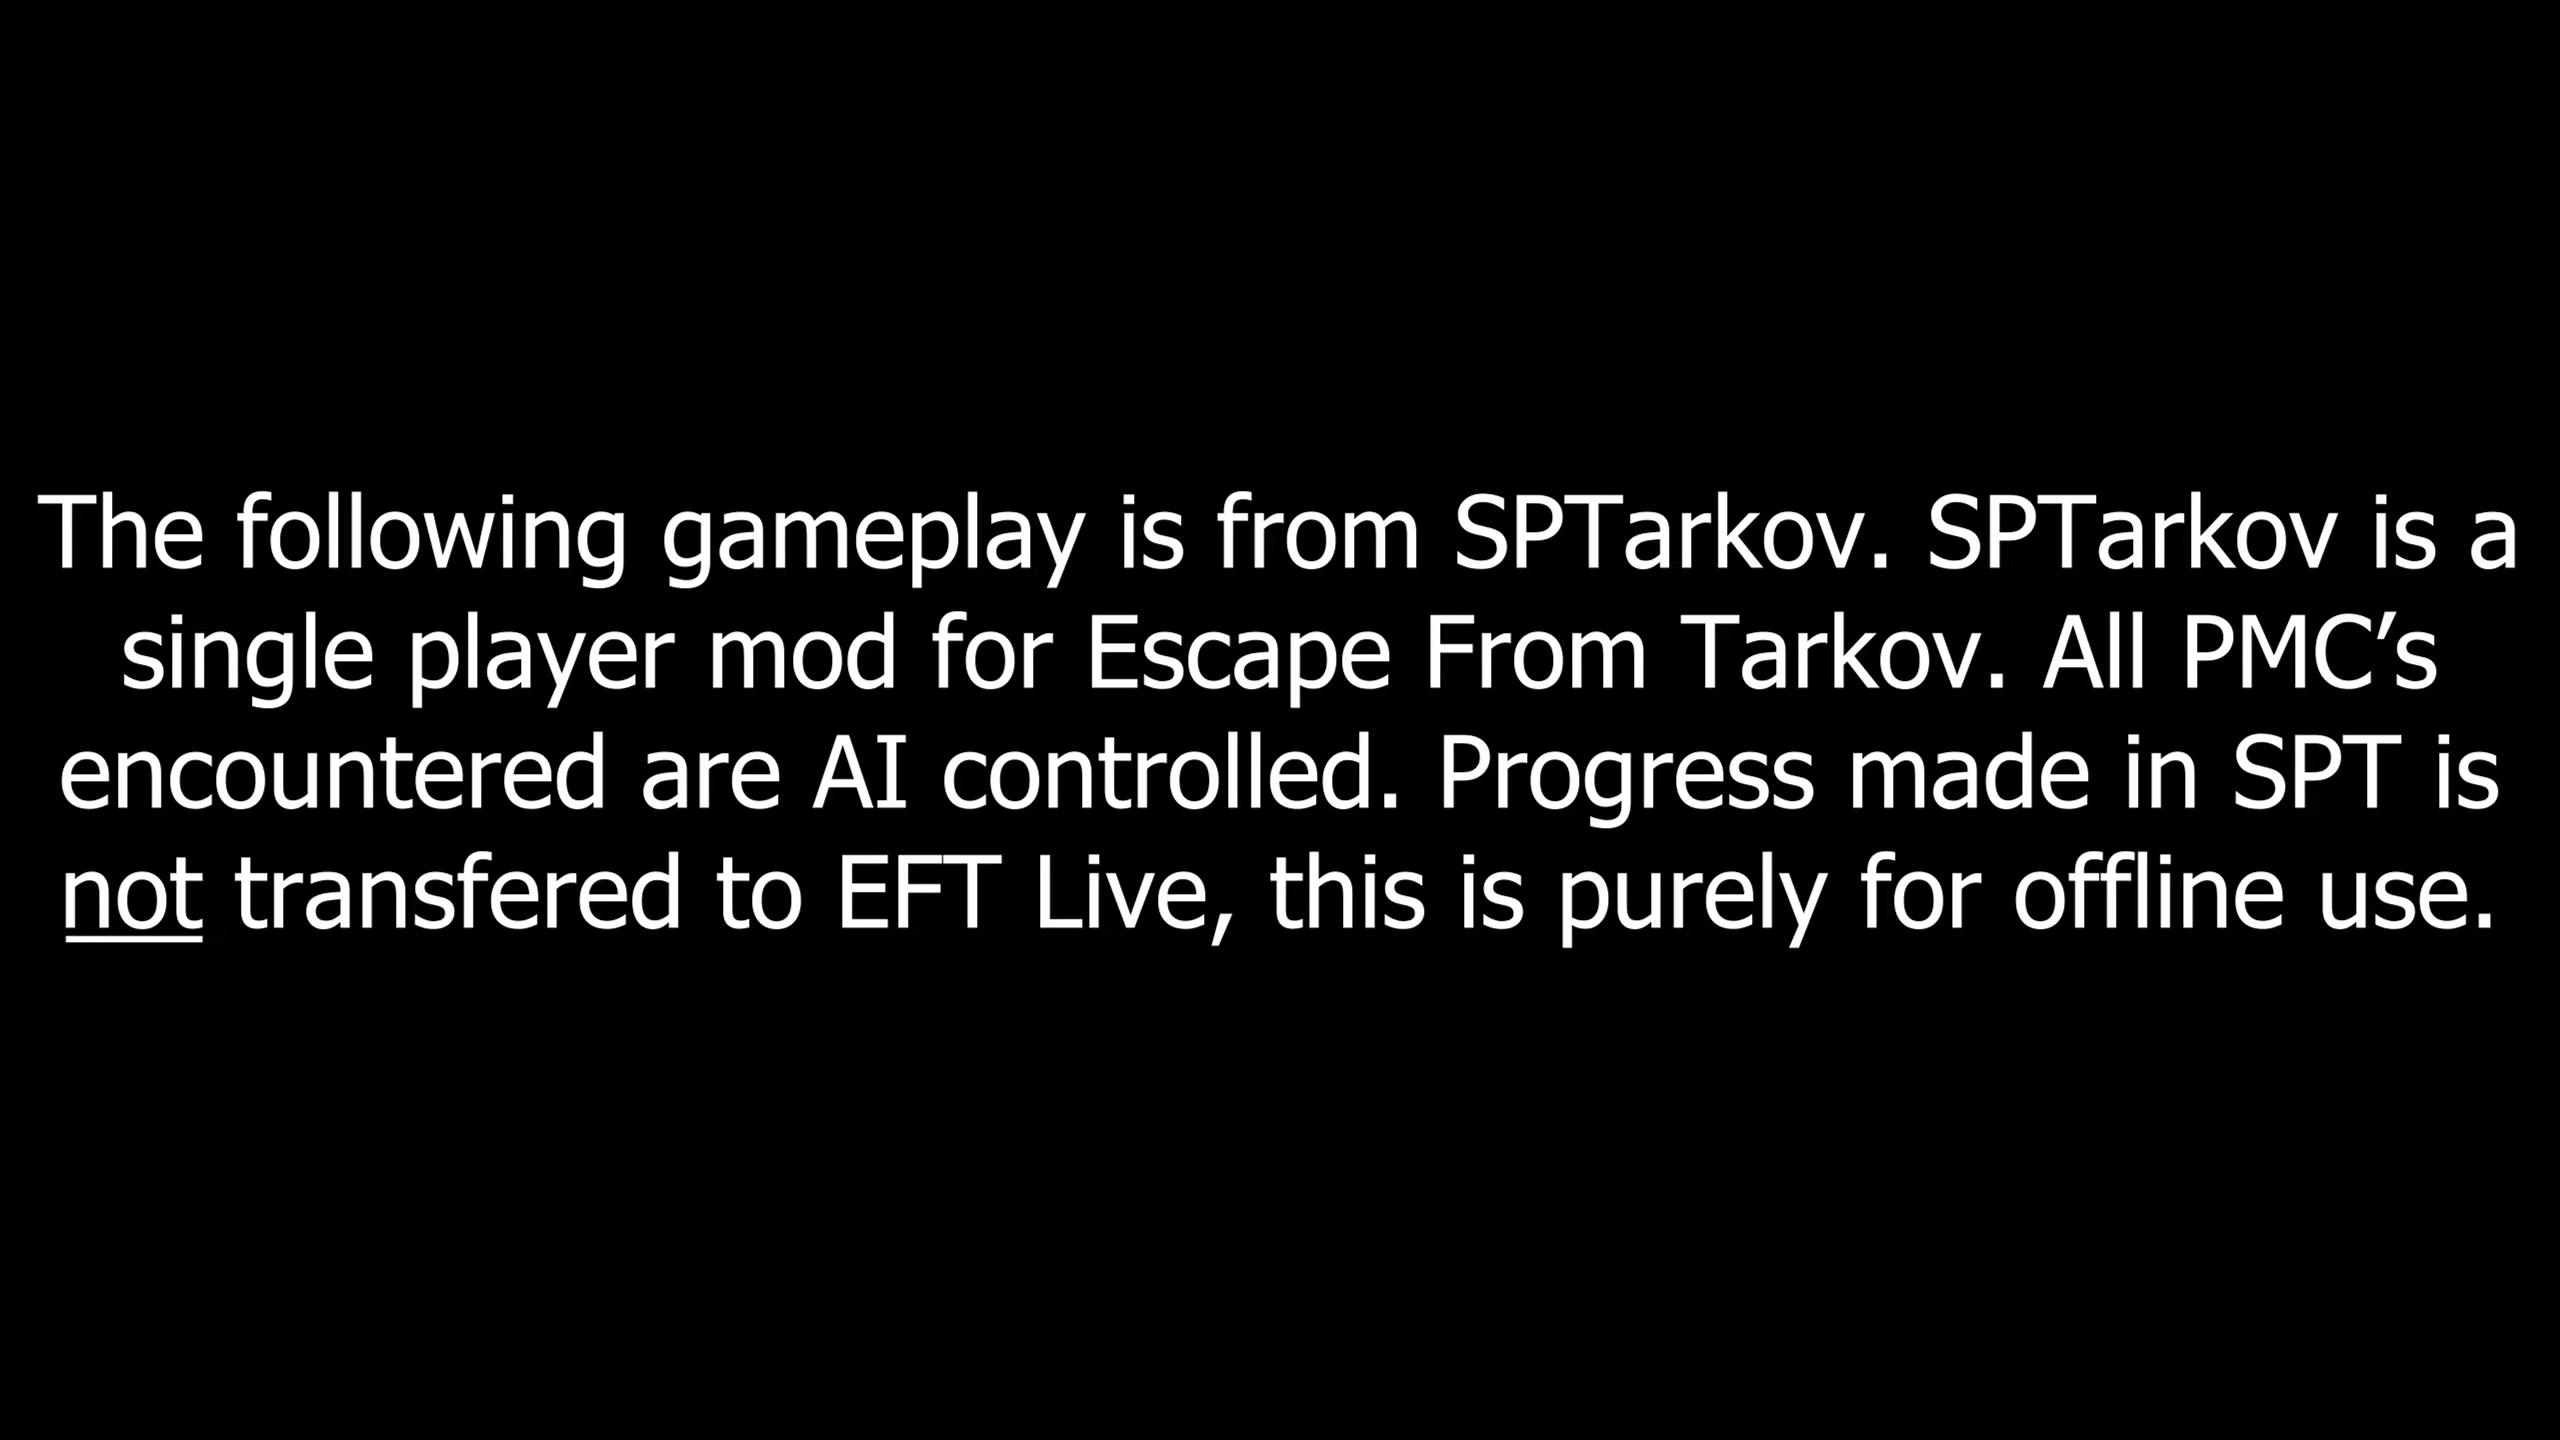 The following gameplay is from SPTarkov. SPTarkov is a
single player mod for Escape From Tarkov. All PMC’s
encountered are AI controlled. Progress made in SPT is
not transfered to EFT Live, this is purely for offline use.